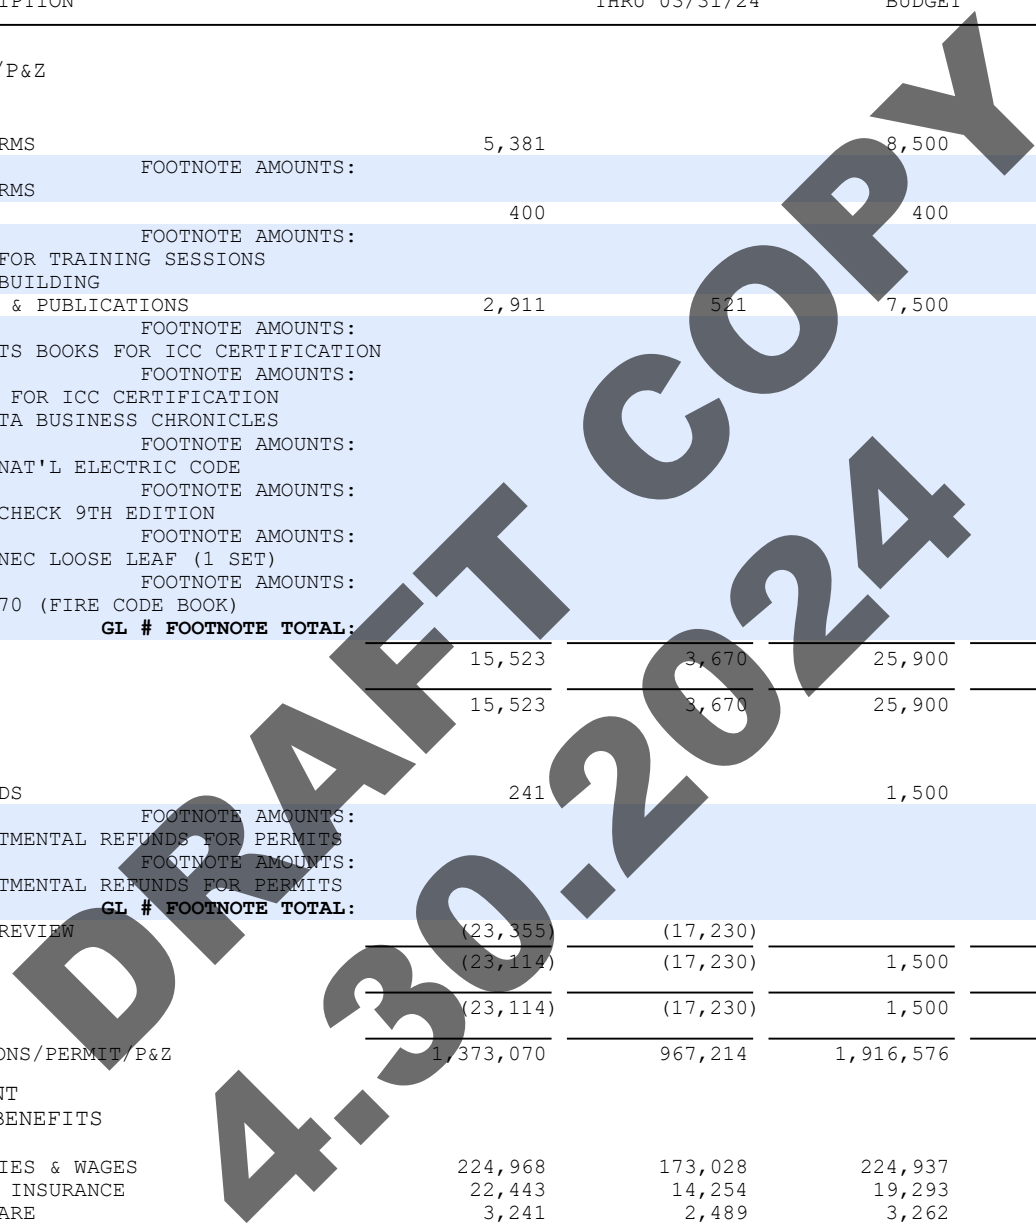 THRU 03/31/24 BUDGET
/P&Z
RMS 5,381 8,500
FOOTNOTE AMOUNTS:
RMS
400 400
FOOTNOTE AMOUNTS:
FOR TRAINING SESSIONS
BUILDING
& PUBLICATIONS 2,911 521 7,500
FOOTNOTE AMOUNTS:
TS BOOKS FOR ICC CERTIFICATION
FOOTNOTE AMOUNTS:
FOR ICC CERTIFICATION
TA BUSINESS CHRONICLES
FOOTNOTE AMOUNTS:
NAT'L ELECTRIC CODE
FOOTNOTE AMOUNTS:
CHECK 9TH EDITION
FOOTNOTE AMOUNTS:
NEC LOOSE LEAF (1 SET)
FOOTNOTE AMOUNTS:
70 (FIRE CODE BOOK)
GL # FOOTNOTE TOTAL:
15,523 3,670 25,900
15,523 3,670 25,900
DS 241 1,500
FOOTNOTE AMOUNTS:
TMENTAL REFUNDS FOR PERMITS
FOOTNOTE AMOUNTS:
TMENTAL REFUNDS FOR PERMITS
GL # FOOTNOTE TOTAL:
REVIEW (23,355) (17,230)
(23,114) (17,230) 1,500
(23,114) (17,230) 1,500
ONS/PERMIT/P&Z 1,373,070 967,214 1,916,576
NT
BENEFITS
IES & WAGES 224,968 173,028 224,937
INSURANCE 22,443 14,254 19,293
ARE 3,241 2,489 3,262
DRAFT COPY
4.30.2024